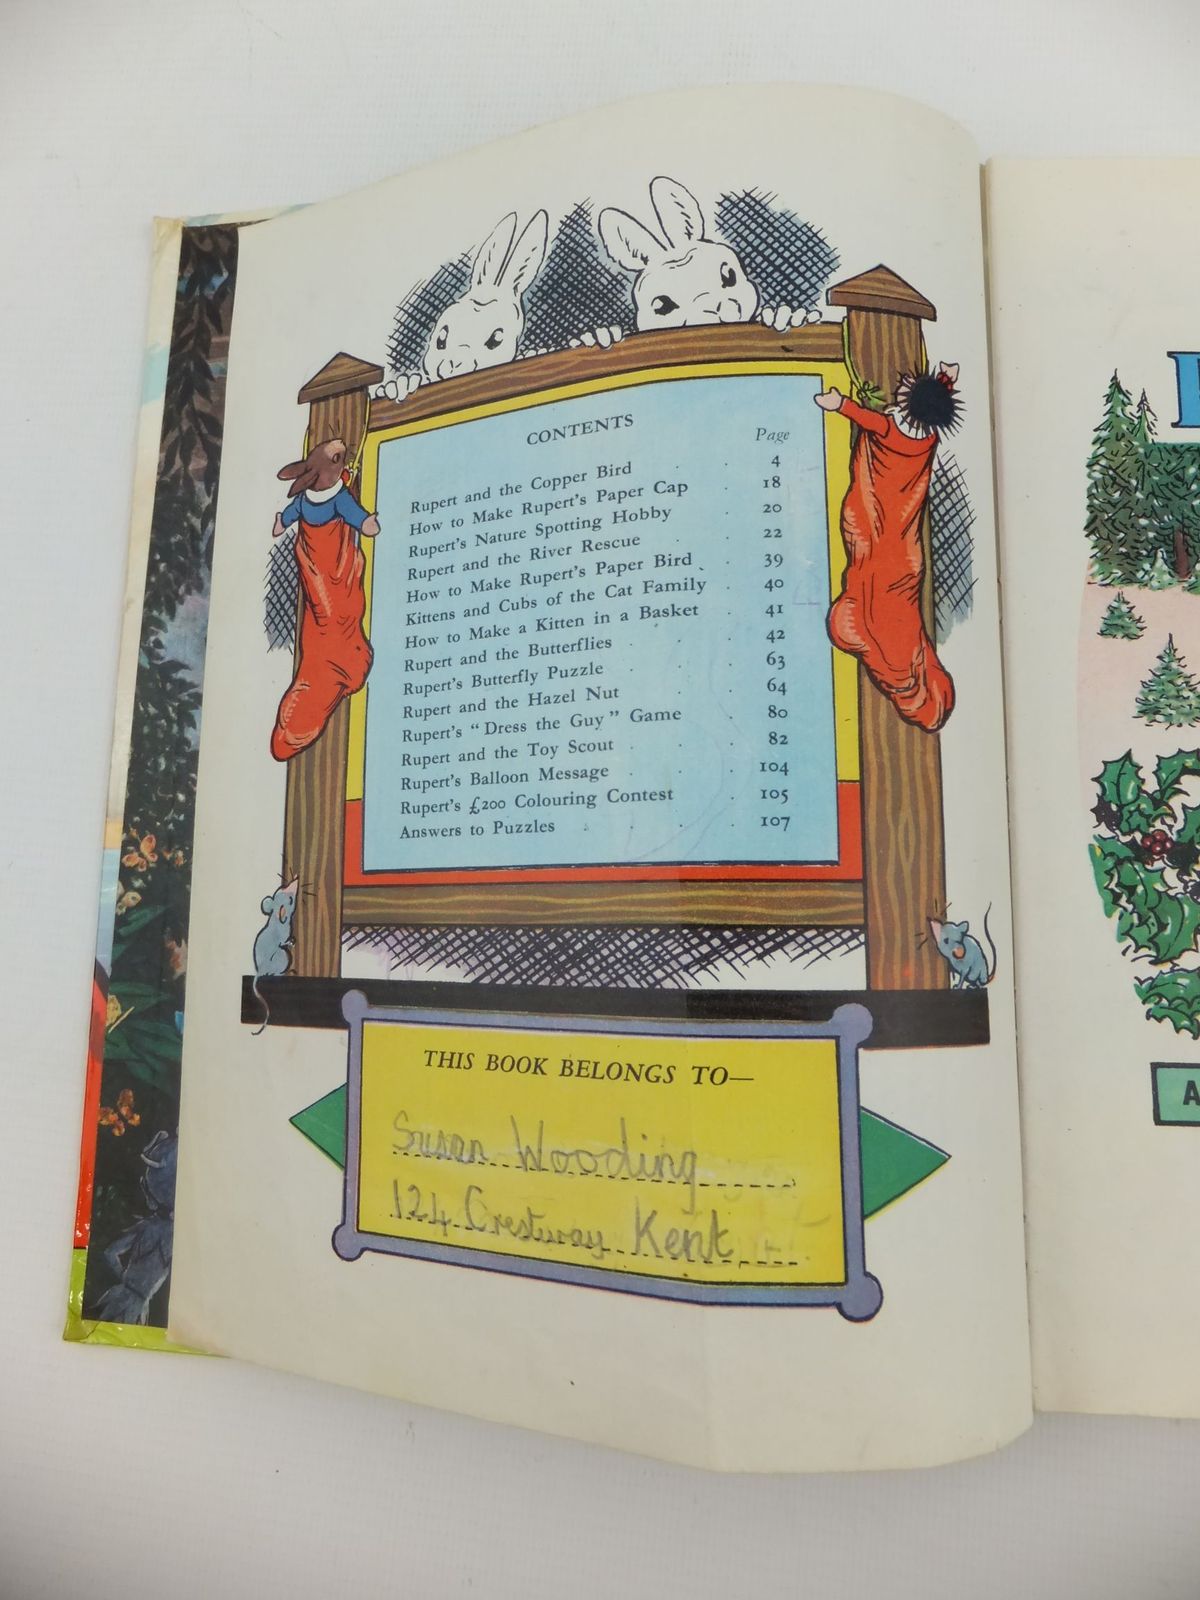 CONTENTS
Page
Rupert and the Copper Bird . . 4
How to Make Rupert's Paper Cap . 18
Rupert's Nature Spotting Hobby . 20
Rupert and the River Rescue . . 22
How to Make Rupert's Paper Bird . 39
Kittens and Cubs of the Cat Family . 40
How to Make a Kitten in a Basket . 41
Rupert and the Butterflies . . . 42
Rupert's Butterfly Puzzle . . . 63
Rupert and the Hazel Nut . . 64
Rupert's "Dress the Guy" Game . 80
Rupert and the Toy Scout . . . 82
Rupert's Balloon Message . . . 104
Rupert's £200 Colouring Contest . 105
Answers to Puzzles . . . . 107
THIS BOOK BELONGS TO—
Susan Wooding
124 Crestway Kent
A